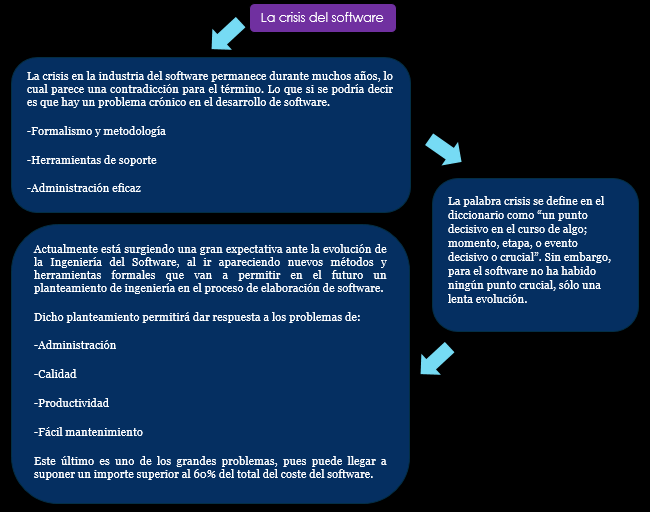 La crisis del software
La crisis en la industria del software permanece durante muchos años, lo
cual parece una contradicción para el término. Lo que si se podría decir
es que hay un problema crónico en el desarrollo de software.
-Formalismo y metodología
-Herramientas de soporte
-Administración eficaz
La palabra crisis se define en el
diccionario como “un punto
decisivo en el curso de algo;
momento, etapa, o evento
decisivo o crucial”. Sin embargo,
para el software no ha habido
ningún punto crucial, sólo una
lenta evolución.
Actualmente está surgiendo una gran expectativa ante la evolución de
la Ingeniería del Software, al ir apareciendo nuevos métodos y
herramientas formales que van a permitir en el futuro un
planteamiento de ingeniería en el proceso de elaboración de software.
Dicho planteamiento permitirá dar respuesta a los problemas de:
-Administración
-Calidad
-Productividad
-Fácil mantenimiento
Este último es uno de los grandes problemas, pues puede llegar a
suponer un importe superior al 60% del total del coste del software.